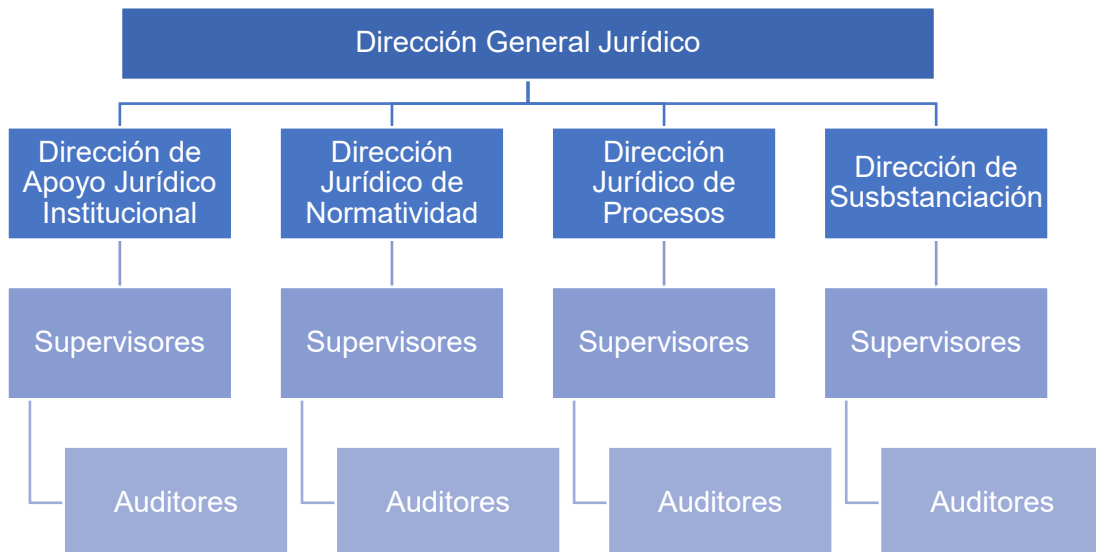 Dirección General Jurídico
Dirección de
Apoyo Jurídico
Institucional
Dirección
Jurídico de
Normatividad
Dirección
Jurídico de
Procesos
Dirección de
Susbstanciación
Supervisores
Supervisores
Supervisores
Supervisores
Auditores
Auditores
Auditores
Auditores